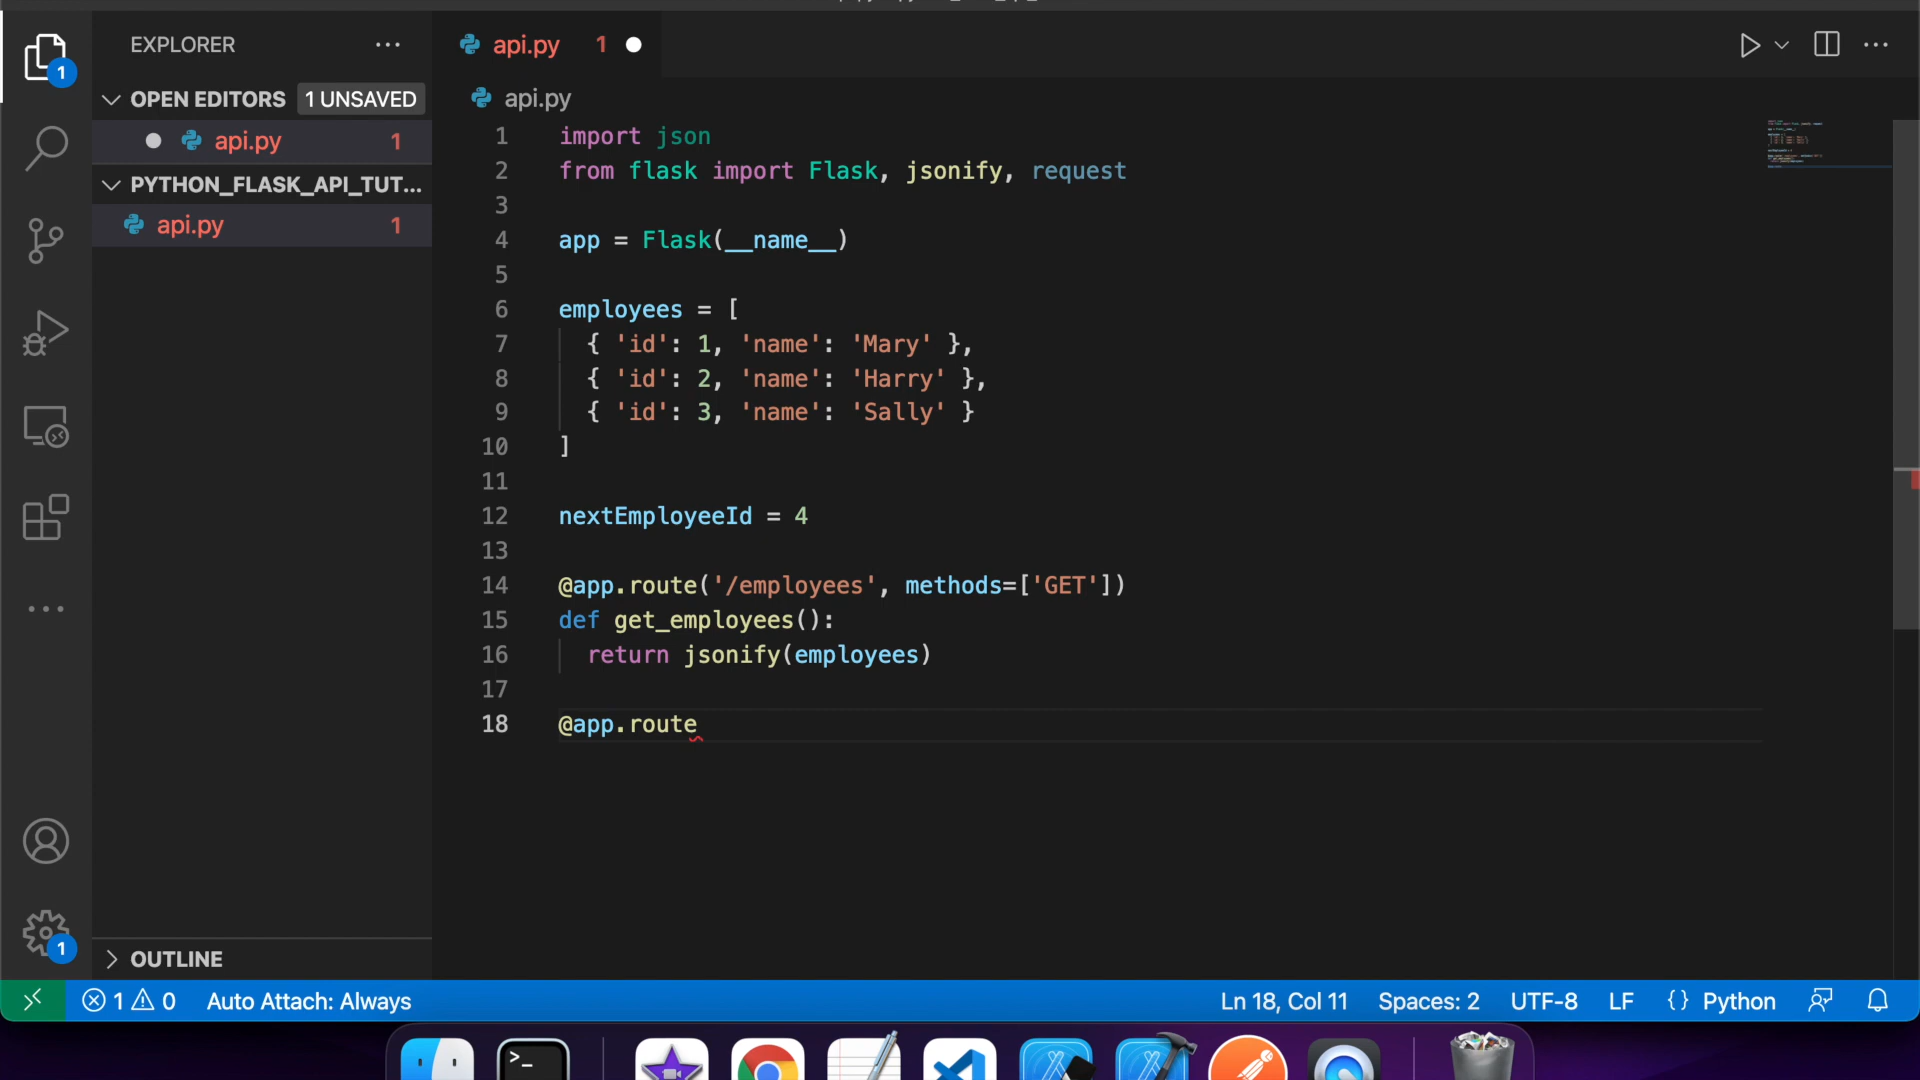 EXPLORER
OPEN EDITORS 1 UNSAVED
api.py 1
PYTHON_FLASK_API_TUT...
api.py 1
OUTLINE
api.py 1
api.py
1 import json
2 from flask import Flask, jsonify, request
3
4 app = Flask(__name__)
5
6 employees = [
7 { 'id': 1, 'name': 'Mary' },
8 { 'id': 2, 'name': 'Harry' },
9 { 'id': 3, 'name': 'Sally' }
10 ]
11
12 nextEmployeeId = 4
13
14 @app.route('/employees', methods=['GET'])
15 def get_employees():
16 return jsonify(employees)
17
18 @app.route
1
1
1 0 Auto Attach: Always Ln 18, Col 11 Spaces: 2 UTF-8 LF {} Python
>_